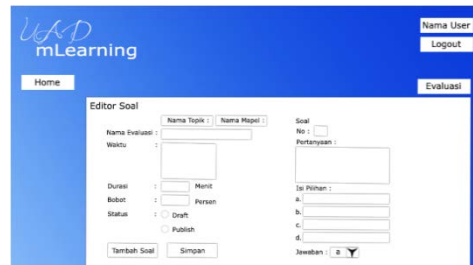 UAD
mLearning
Nama User
Logout
Home
Evaluasi
Editor Soal
Nama Topik : Nama Mapel :
Nama Evaluasi :
Waktu :
Durasi : Menit
Bobot : Persen
Status : Draft
Publish
Tambah Soal Simpan
Soal
No :
Pertanyaan :
Isi Pilihan :
a.
b.
c.
d.
Jawaban : a